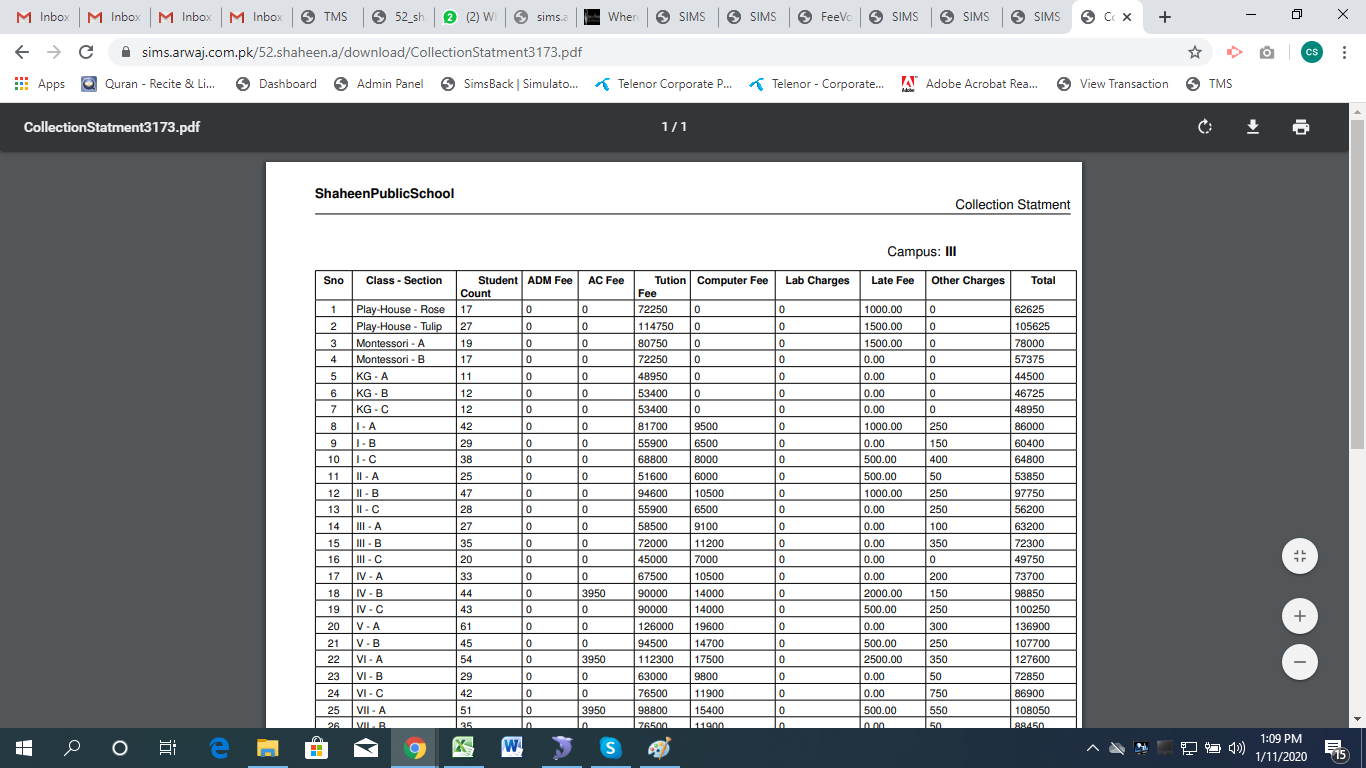 Inbox Inbox Inbox Inbox TMS 52_sh (2) W sims.a Wher SIMS SIMS FeeVo SIMS SIMS SIMS Co
sims.arwaj.com.pk/52.shaheen.a/download/CollectionStatment3173.pdf CS
Apps Quran - Recite & Li... Dashboard Admin Panel SimsBack | Simulato... Telenor Corporate P... Telenor - Corporate... Adobe Acrobat Rea... View Transaction TMS
CollectionStatment3173.pdf 1 / 1
ShaheenPublicSchool
Collection Statment
Campus: III
Sno Class - Section Student Count ADM Fee AC Fee Tution Fee Computer Fee Lab Charges Late Fee Other Charges Total
1 Play-House - Rose 17 0 0 72250 0 0 1000.00 0 62625
2 Play-House - Tulip 27 0 0 114750 0 0 1500.00 0 105625
3 Montessori - A 19 0 0 80750 0 0 1500.00 0 78000
4 Montessori - B 17 0 0 72250 0 0 0.00 0 57375
5 KG - A 11 0 0 48950 0 0 0.00 0 44500
6 KG - B 12 0 0 53400 0 0 0.00 0 46725
7 KG - C 12 0 0 53400 0 0 0.00 0 48950
8 I - A 42 0 0 81700 9500 0 1000.00 250 86000
9 I - B 29 0 0 55900 6500 0 0.00 150 60400
10 I - C 38 0 0 68800 8000 0 500.00 400 64800
11 II - A 25 0 0 51600 6000 0 500.00 50 53850
12 II - B 47 0 0 94600 10500 0 1000.00 250 97750
13 II - C 28 0 0 55900 6500 0 0.00 250 56200
14 III - A 27 0 0 58500 9100 0 0.00 100 63200
15 III - B 35 0 0 72000 11200 0 0.00 350 72300
16 III - C 20 0 0 45000 7000 0 0.00 0 49750
17 IV - A 33 0 0 67500 10500 0 0.00 200 73700
18 IV - B 44 0 3950 90000 14000 0 2000.00 150 98850
19 IV - C 43 0 0 90000 14000 0 500.00 250 100250
20 V - A 61 0 0 126000 19600 0 0.00 300 136900
21 V - B 45 0 0 94500 14700 0 500.00 250 107700
22 VI - A 54 0 3950 112300 17500 0 2500.00 350 127600
23 VI - B 29 0 0 63000 9800 0 0.00 50 72850
24 VI - C 42 0 0 76500 11900 0 0.00 750 86900
25 VII - A 51 0 3950 98800 15400 0 500.00 550 108050
26 VII - B 35 0 0 76500 11900 0 0.00 50 88450
1:09 PM
1/11/2020 15